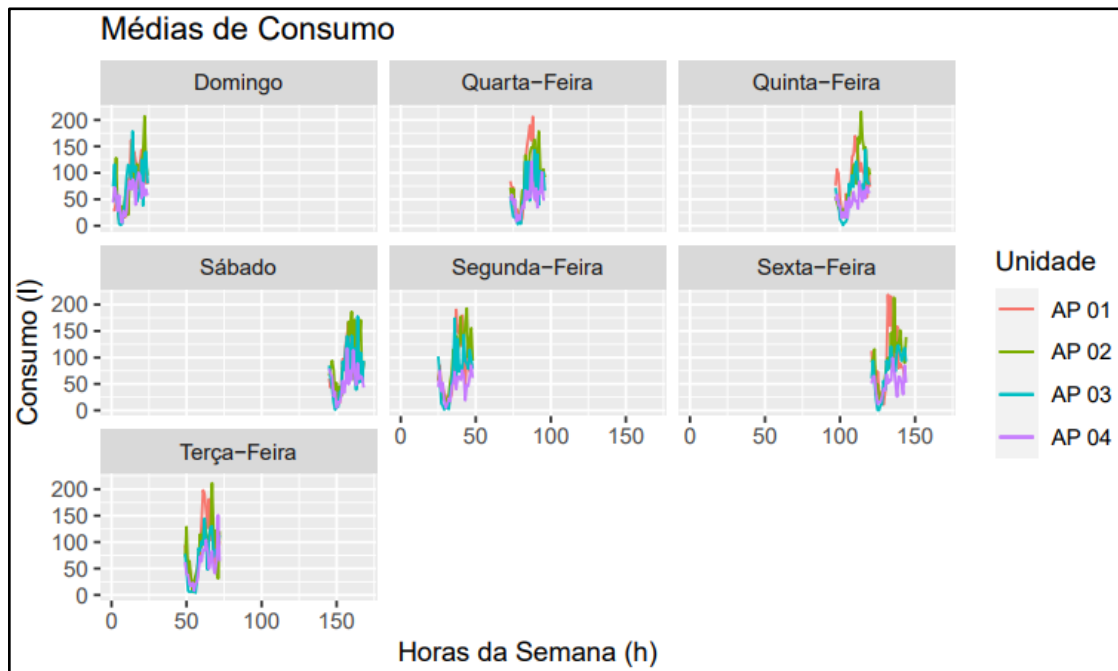 Médias de Consumo
Domingo
Quarta−Feira
Quinta−Feira
200
150
100
50
0
Sábado
Segunda−Feira
Sexta−Feira
200
150
100
50
0
0 50 100 150
0 50 100 150
Terça−Feira
200
150
100
50
0
0 50 100 150
Consumo (l)
Horas da Semana (h)
Unidade
AP 01
AP 02
AP 03
AP 04